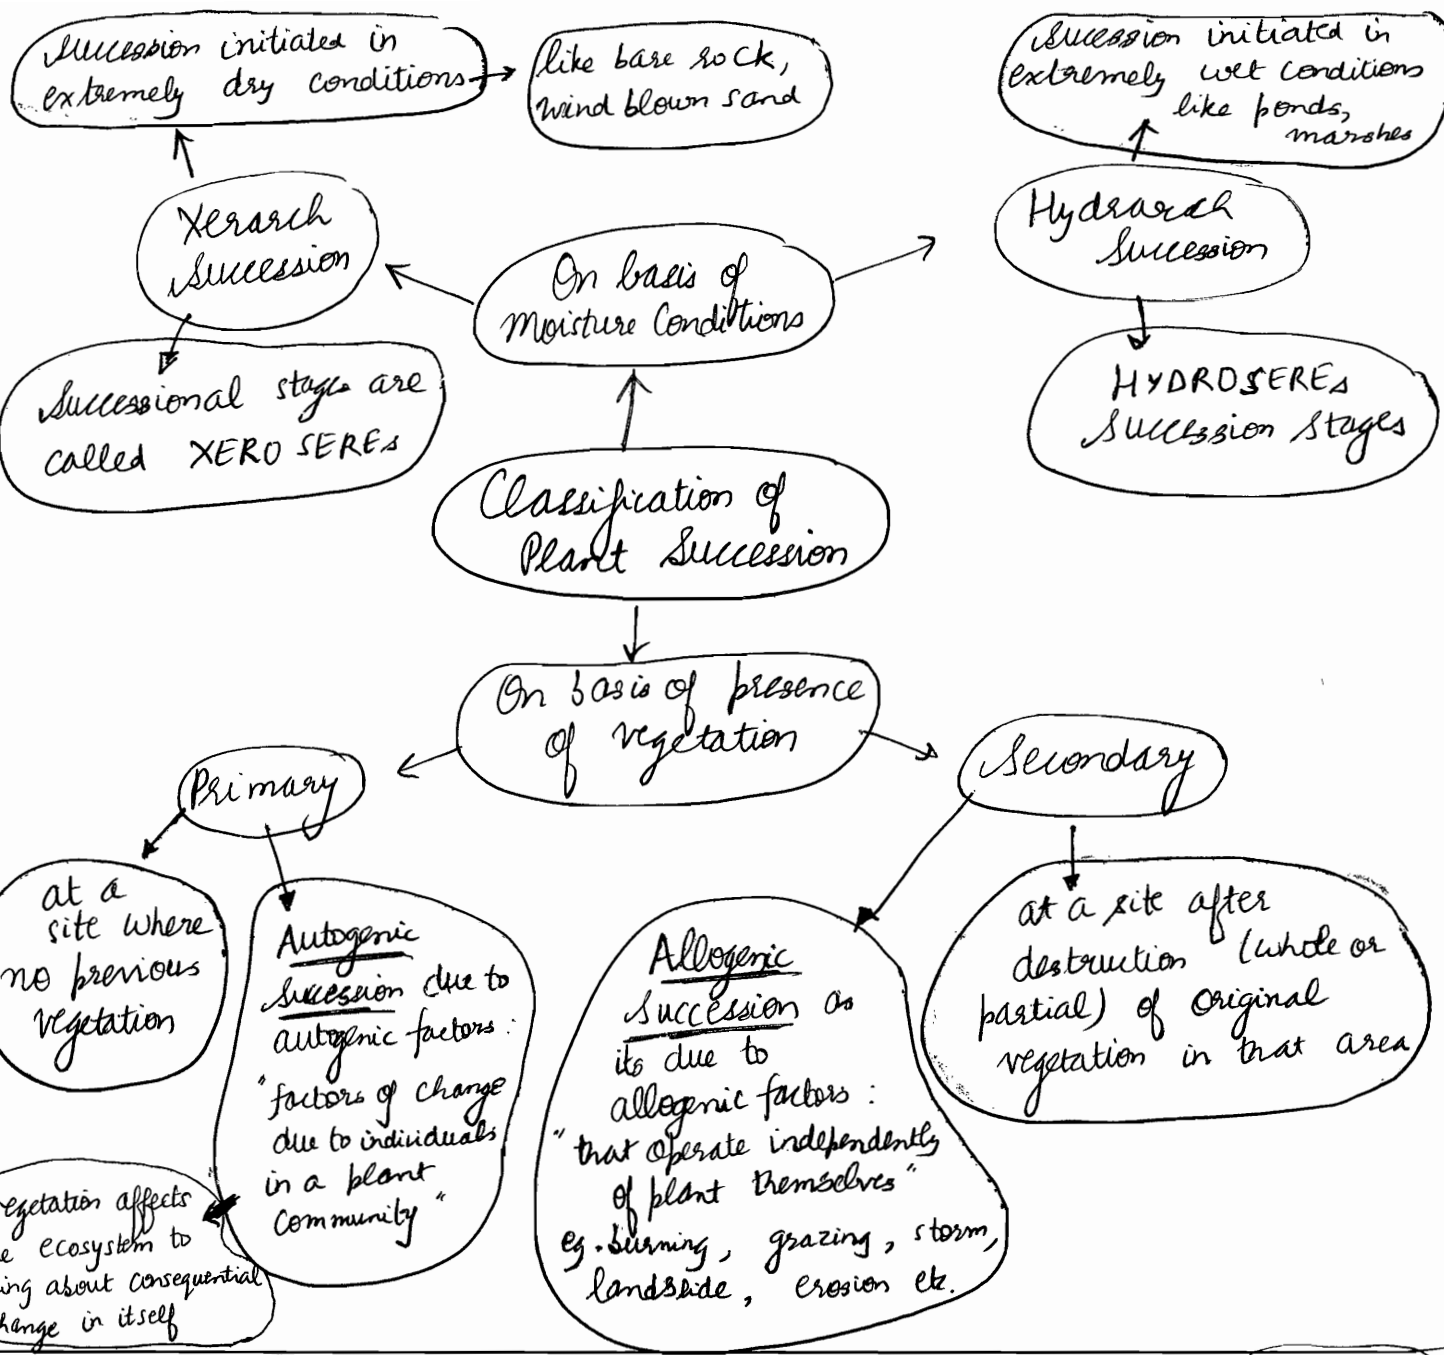 Succession initiated in
extremely dry conditions
like bare rock,
wind blown sand
Sucession initiated in
extremely wet conditions
like ponds,
marshes
Xerarch
Succession
On basis of
Moisture Conditions
Hydrarch
Succession
Successional stages are
called XERO SEREs
HYDROSEREs
Succession Stages
Classification of
Plant Succession
On basis of presence
of vegetation
Primary
Secondary
at a
site where
no previous
vegetation
Autogenic
Succession due to
autogenic factors:
"factors of change
due to individuals
in a plant
community"
Allogenic
Succession as
its due to
allogenic factors:
"that operate independently
of plant themselves"
eg. burning, grazing, storm,
landslide, erosion etc.
at a site after
destruction (whole or
partial) of original
vegetation in that area
egetation affects
e ecosystem to
ing about consequential
hange in itself